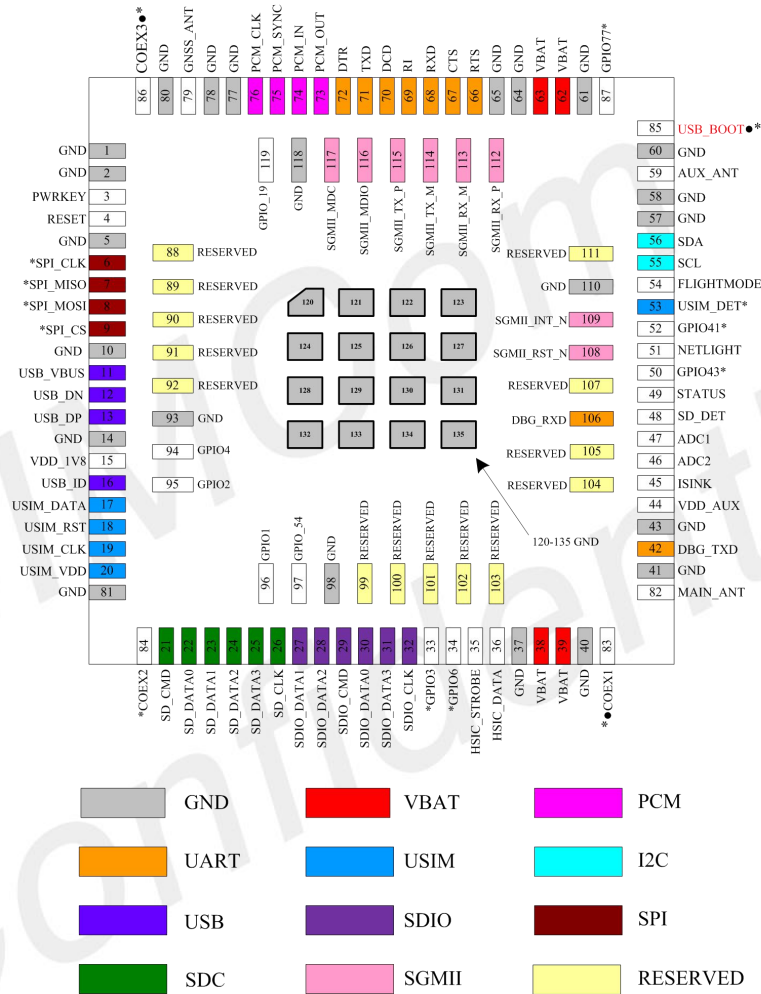 COEX3●* GND GNSS_ANT GND GND PCM_CLK PCM_SYNC PCM_IN PCM_OUT DTR TXD DCD RI RXD CTS RTS GND GND VBAT VBAT GND GPIO77*
86 80 79 78 77 76 75 74 73 72 71 70 69 68 67 66 65 64 63 62 61 87
85 USB_BOOT●*
GND 1
60 GND
GND 2
59 AUX_ANT
PWRKEY 3
58 GND
RESET 4
57 GND
GND 5
56 SDA
*SPI_CLK 6
55 SCL
*SPI_MISO 7
54 FLIGHTMODE
*SPI_MOSI 8
53 USIM_DET*
*SPI_CS 9
52 GPIO41*
GND 10
51 NETLIGHT
USB_VBUS 11
50 GPIO43*
USB_DN 12
49 STATUS
USB_DP 13
48 SD_DET
GND 14
47 ADC1
VDD_1V8 15
46 ADC2
USB_ID 16
45 ISINK
USIM_DATA 17
44 VDD_AUX
USIM_RST 18
43 GND
USIM_CLK 19
42 DBG_TXD
USIM_VDD 20
41 GND
GND 81
82 MAIN_ANT
119 118 117 116 115 114 113 112
GPIO_19 GND SGMII_MDC SGMII_MDIO SGMII_TX_P SGMII_TX_M SGMII_RX_M SGMII_RX_P
88 RESERVED
89 RESERVED
90 RESERVED
91 RESERVED
92 RESERVED
93 GND
94 GPIO4
95 GPIO2
120 121 122 123
124 125 126 127
128 129 130 131
132 133 134 135
RESERVED 111
GND 110
SGMII_INT_N 109
SGMII_RST_N 108
RESERVED 107
DBG_RXD 106
RESERVED 105
RESERVED 104
120-135 GND
GPIO1 GPIO_54 GND RESERVED RESERVED RESERVED RESERVED RESERVED
96 97 98 99 100 101 102 103
84 21 22 23 24 25 26 27 28 29 30 31 32 33 34 35 36 37 38 39 40 83
*COEX2 SD_CMD SD_DATA0 SD_DATA1 SD_DATA2 SD_DATA3 SD_CLK SDIO_DATA1 SDIO_DATA2 SDIO_CMD SDIO_DATA0 SDIO_DATA3 SDIO_CLK *GPIO3 *GPIO6 HSIC_STROBE HSIC_DATA GND VBAT VBAT GND *●COEX1
GND VBAT PCM
UART USIM I2C
USB SDIO SPI
SDC SGMII RESERVED